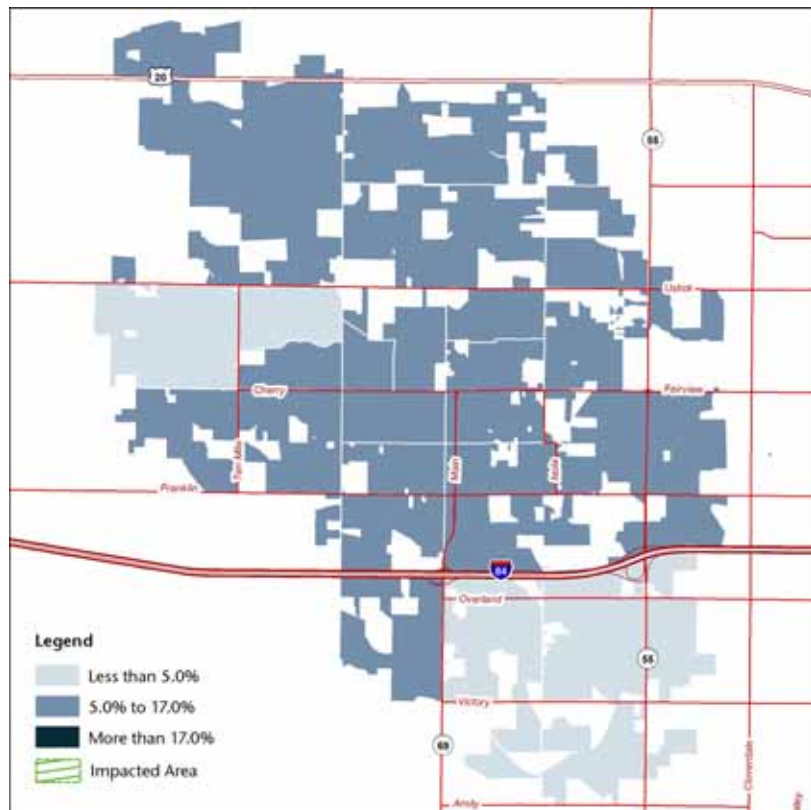 20
55
Ustick
Cherry
Fairview
Ten Mile
Main
Franklin
84
Overland
55
Victory
69
Cloverdale
Amity
Legend
Less than 5.0%
5.0% to 17.0%
More than 17.0%
Impacted Area